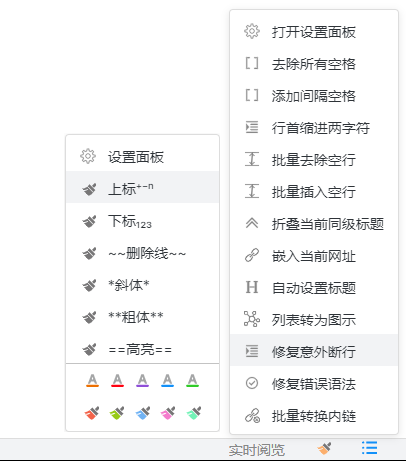 设置面板
上标⁺⁻ⁿ
下标₁₂₃
~~删除线~~
*斜体*
**粗体**
==高亮==
A A A A A
打开设置面板
去除所有空格
添加间隔空格
行首缩进两字符
批量去除空行
批量插入空行
折叠当前同级标题
嵌入当前网址
H 自动设置标题
列表转为图示
修复意外断行
修复错误语法
批量转换内链
实时阅览